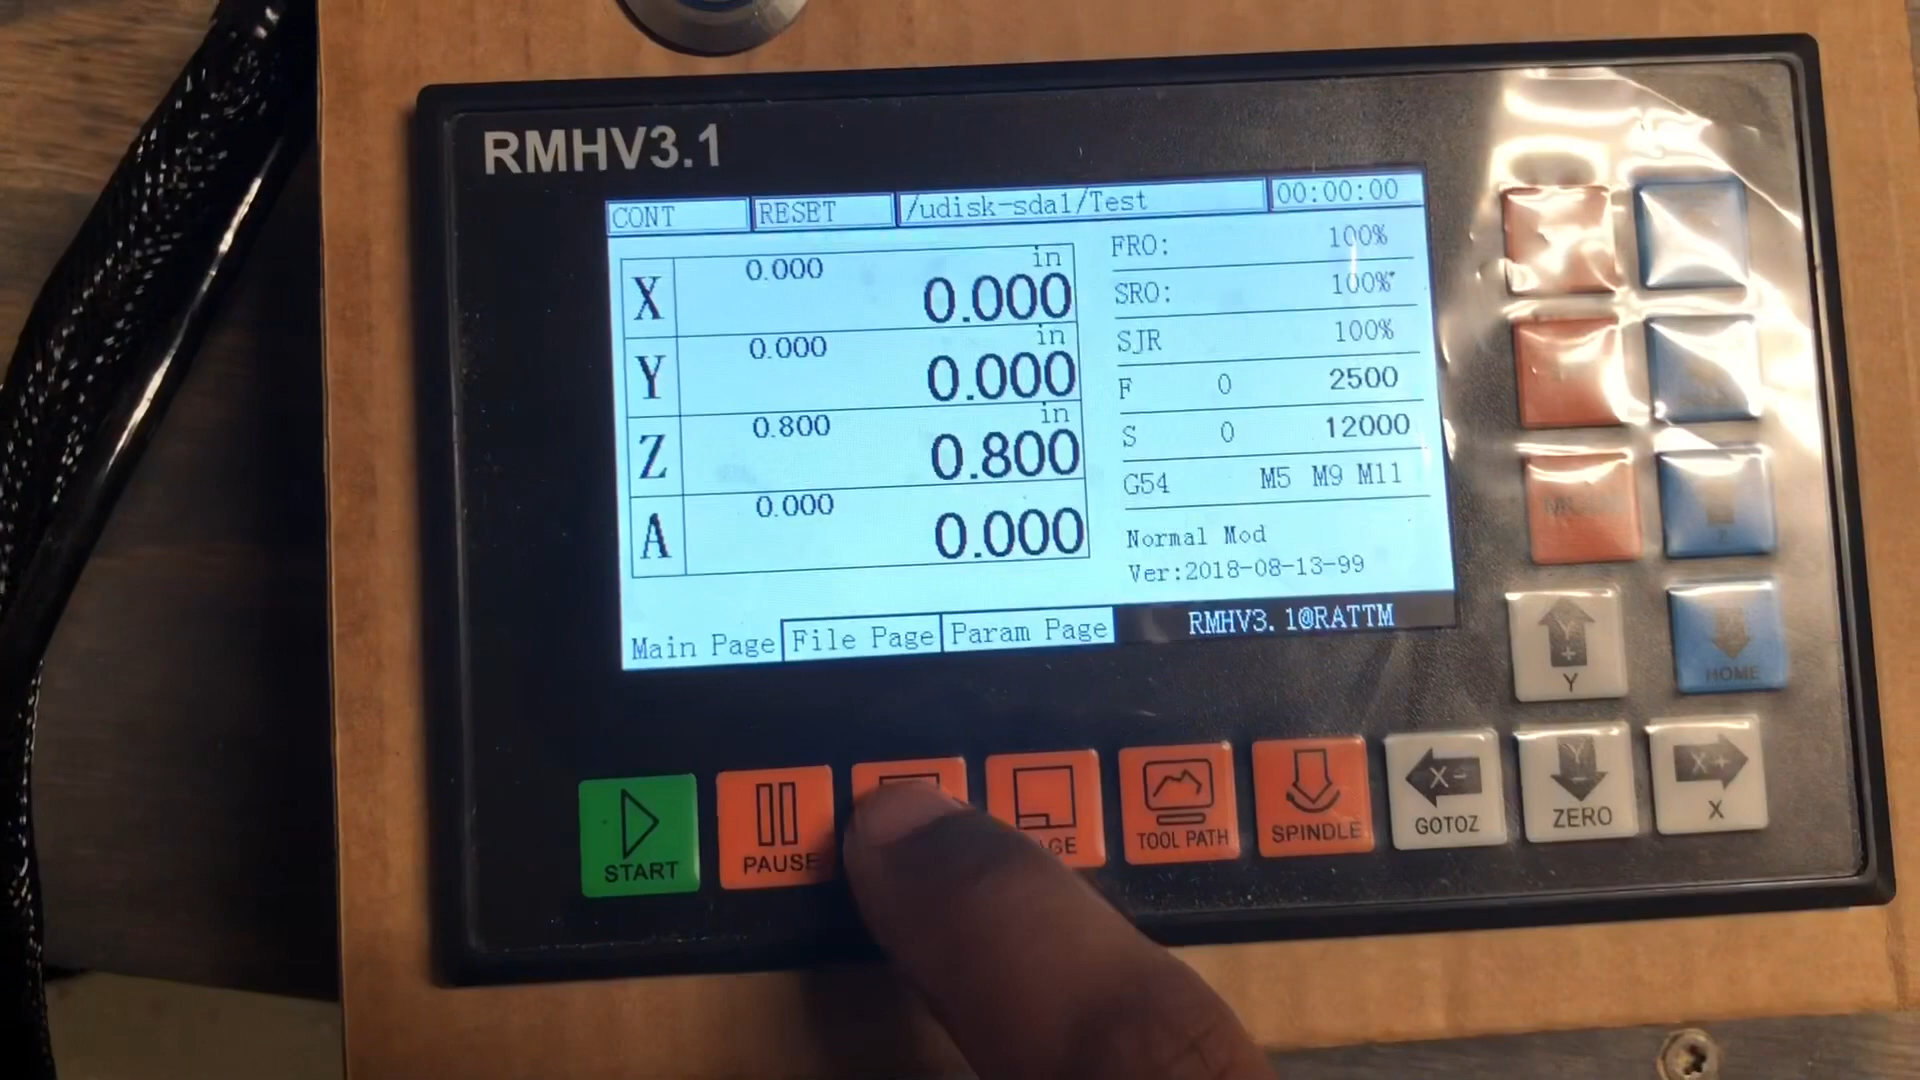 RMHV3.1
CONT RESET /udisk-sda1/Test 00:00:00
X 0.000 in 0.000
Y 0.000 in 0.000
Z 0.800 in 0.800
A 0.000 0.000
FRO: 100%
SRO: 100%
SJR 100%
F 0 2500
S 0 12000
G54 M5 M9 M11
Normal Mod
Ver:2018-08-13-99
Main Page File Page Param Page RMHV3.1@RATTM
Y+
Y
HOME
START
PAUSE
TOOL PATH
SPINDLE
X-
GOTOZ
Y-
ZERO
X+
X